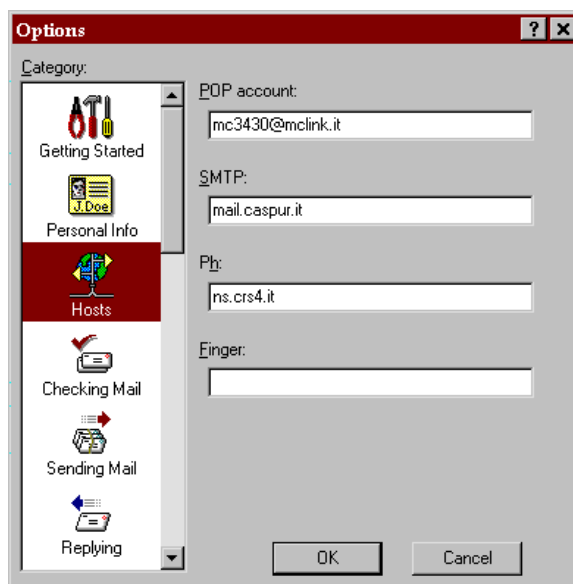 Options
Category:
Getting Started
J.Doe
Personal Info
Hosts
Checking Mail
Sending Mail
Replying
POP account:
mc3430@mclink.it
SMTP:
mail.caspur.it
Ph:
ns.crs4.it
Finger:
OK
Cancel